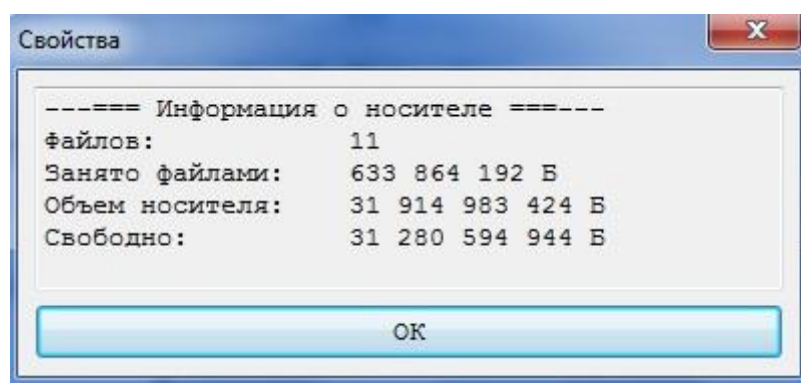 Свойства
---=== Информация о носителе ===---
Файлов: 11
Занято файлами: 633 864 192 Б
Объем носителя: 31 914 983 424 Б
Свободно: 31 280 594 944 Б
OK